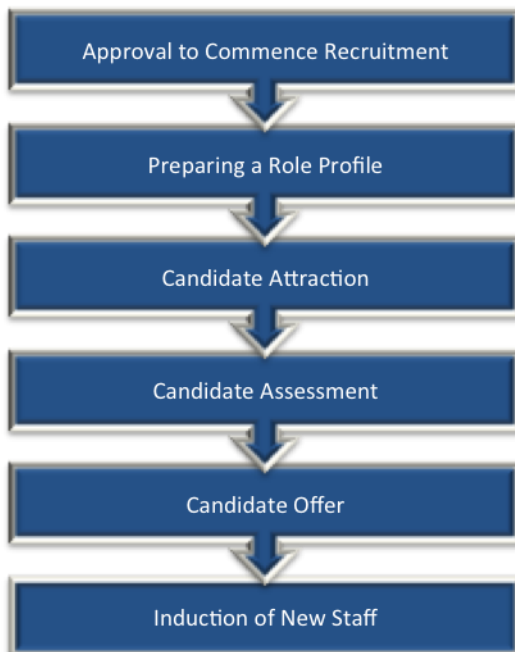 Approval to Commence Recruitment
Preparing a Role Profile
Candidate Attraction
Candidate Assessment
Candidate Offer
Induction of New Staff